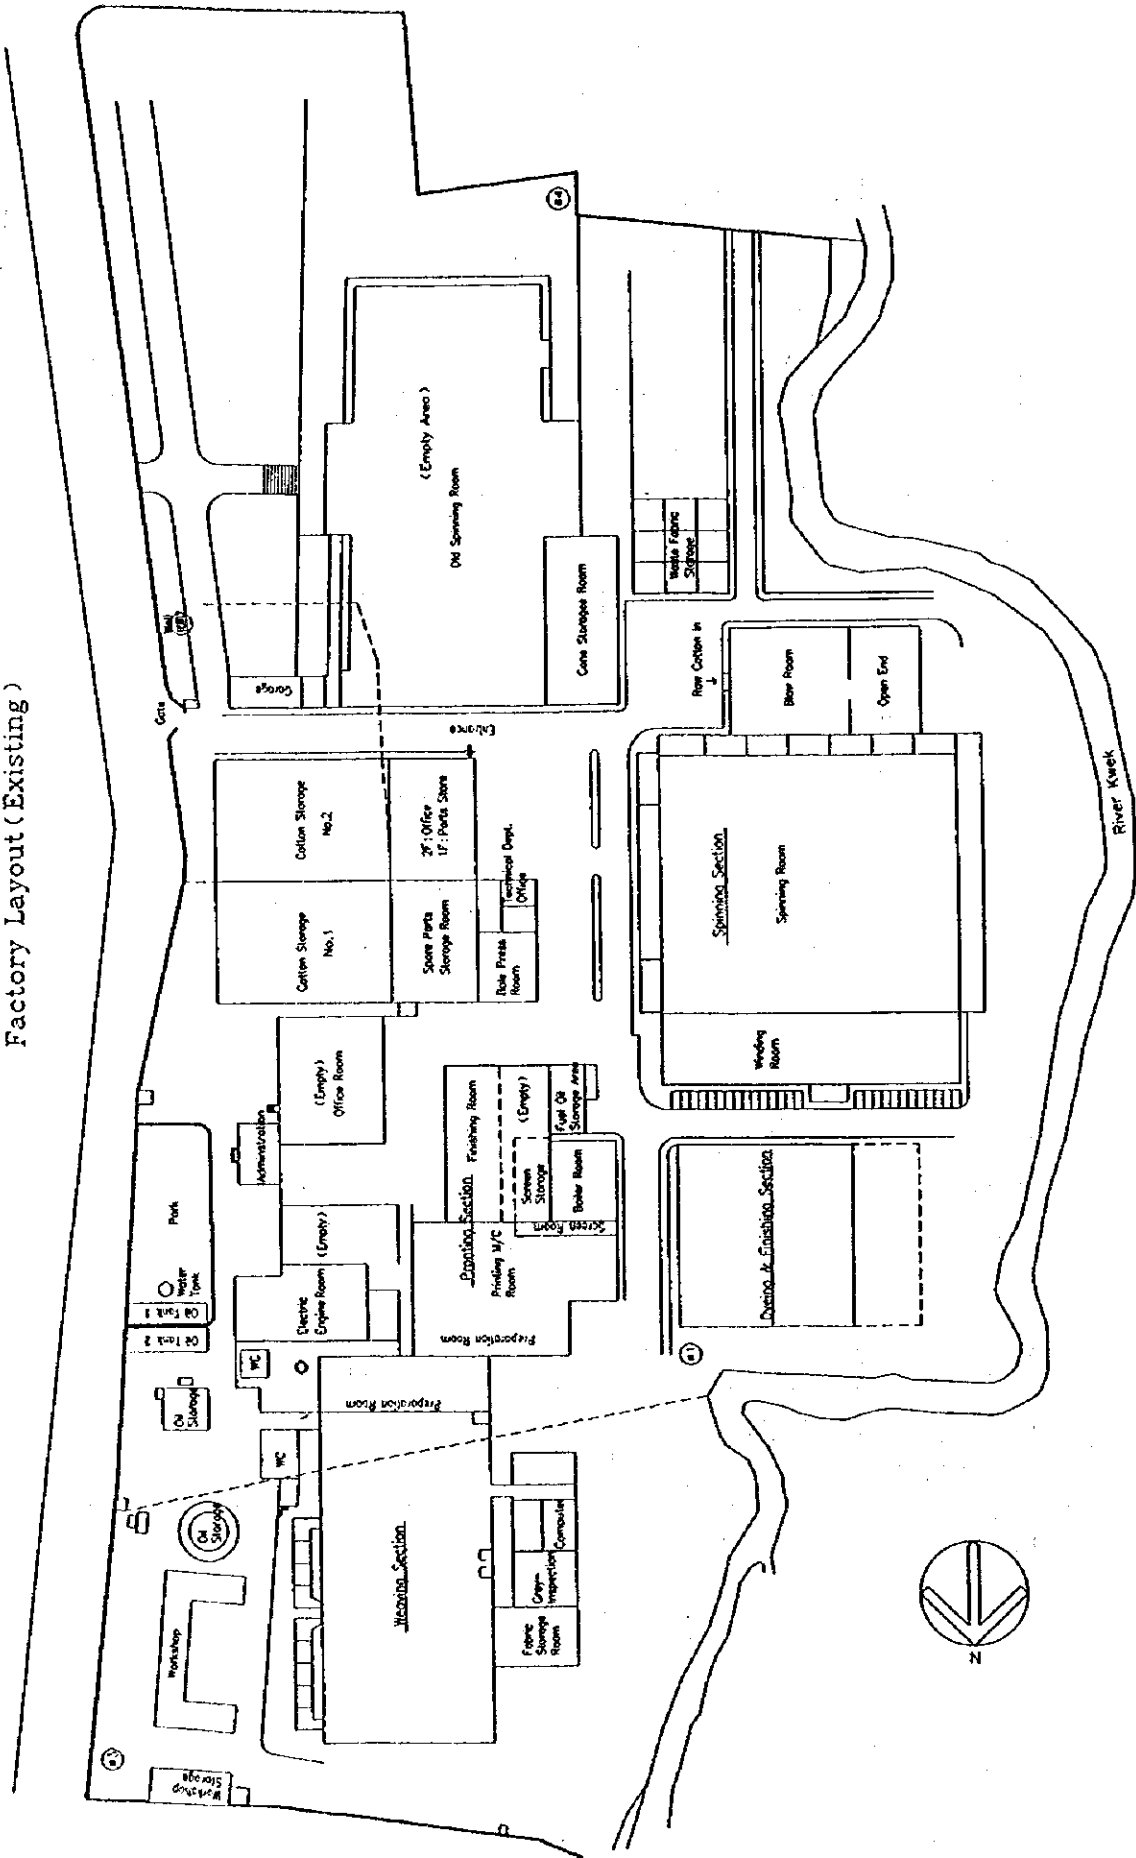 Factory Layout (Existing)
Gate
Well
Garage
Entrance
(Empty Area)
Old Spinning Room
Cone Storagee Room
Waste Fabric
Storage
Raw Cotton in
Blow Room
Open End
Cotton Storage
No.2
Cotton Storage
No.1
2F : Office
1F : Parts Store
Spare Parts
Storage Room
Technical Dept.
Office
Bale Press
Room
Spinning Section
Spinning Room
Winding
Room
River Kwek
(Empty)
Office Room
Administration
Park
Water
Tank
Oil Tank 1
Oil Tank 2
(Empty)
Electric
Engine Room
WC
Printing Section
Finishing Room
(Empty)
Fuel Oil
Storage Area
Screen
Storage
Boiler Room
Screen Room
Printing M/C
Room
Preparation Room
Dyeing & Finishing Section
#1
#4
Oil
Storage
WC
Preparation Room
Oil
Storage
Weaving Section
Computer
Grey-
Inspection
Fabric
Storage
Room
Workshop
Workshop
Storage
N